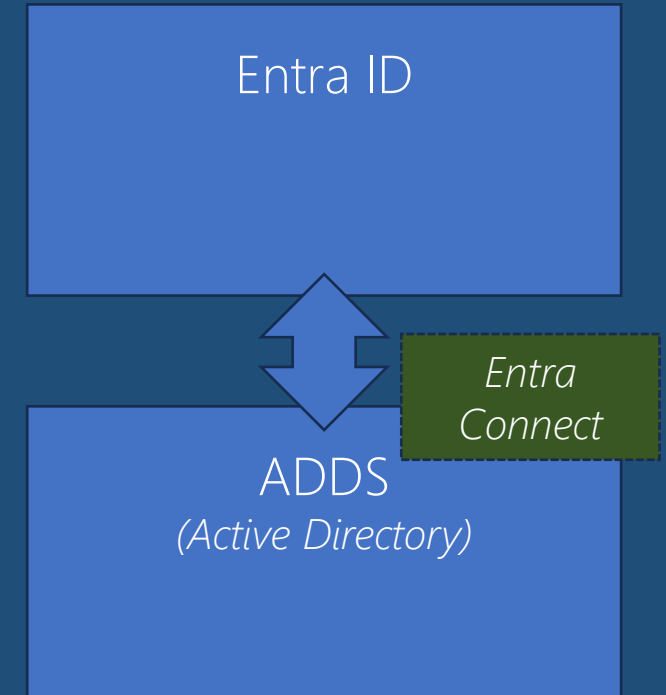 Entra ID
Entra
Connect
ADDS
(Active Directory)